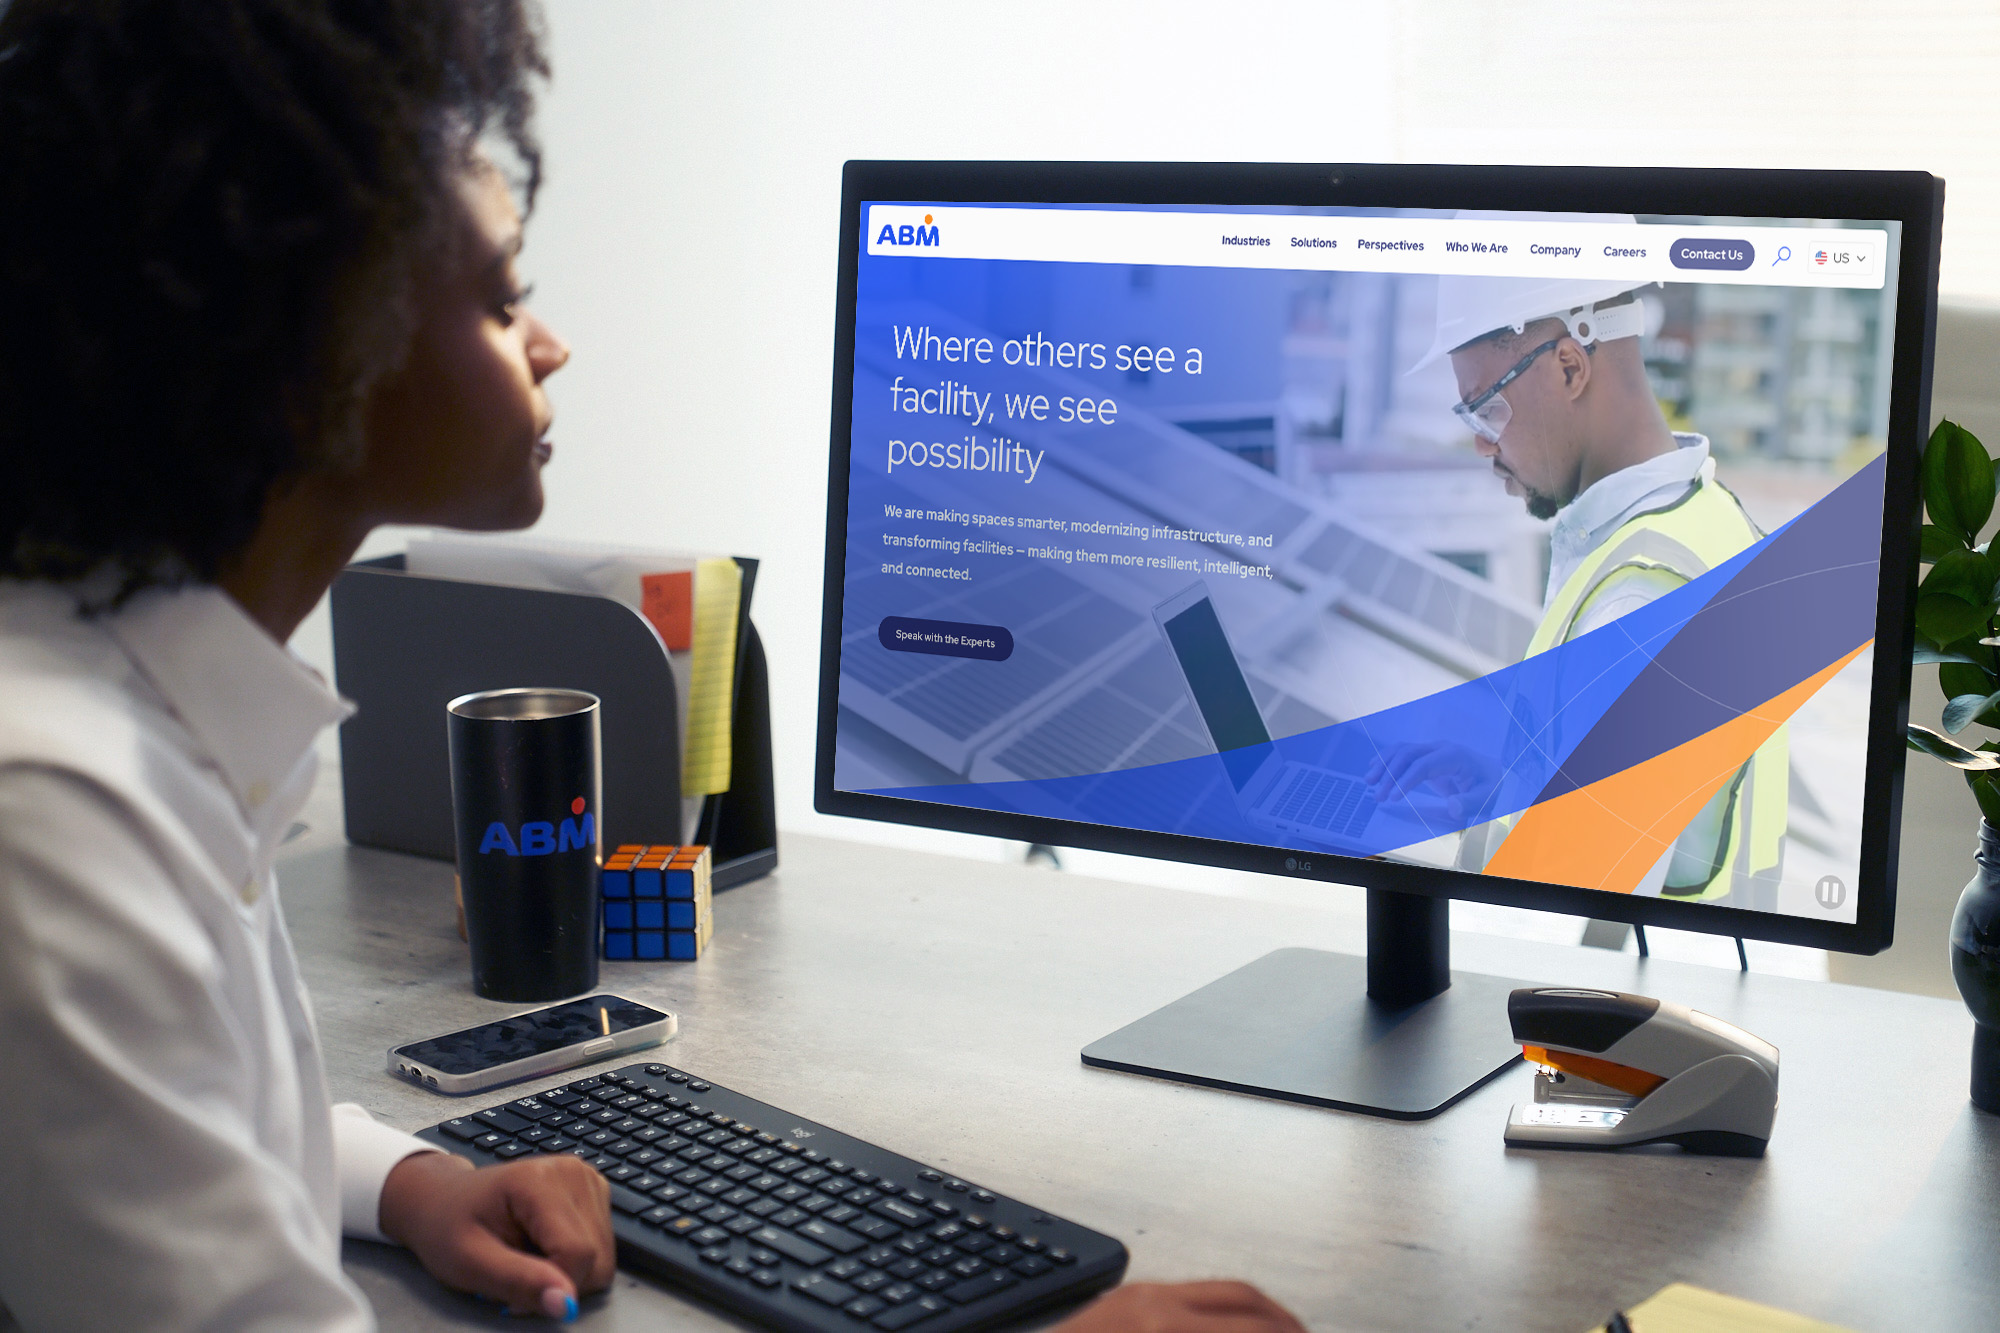 ABM
Industries
Solutions
Perspectives
Who We Are
Company
Careers
Contact Us
US
Where others see a
facility, we see
possibility
We are making spaces smarter, modernizing infrastructure, and
transforming facilities – making them more resilient, intelligent,
and connected.
Speak with the Experts
LG
ABM
logi